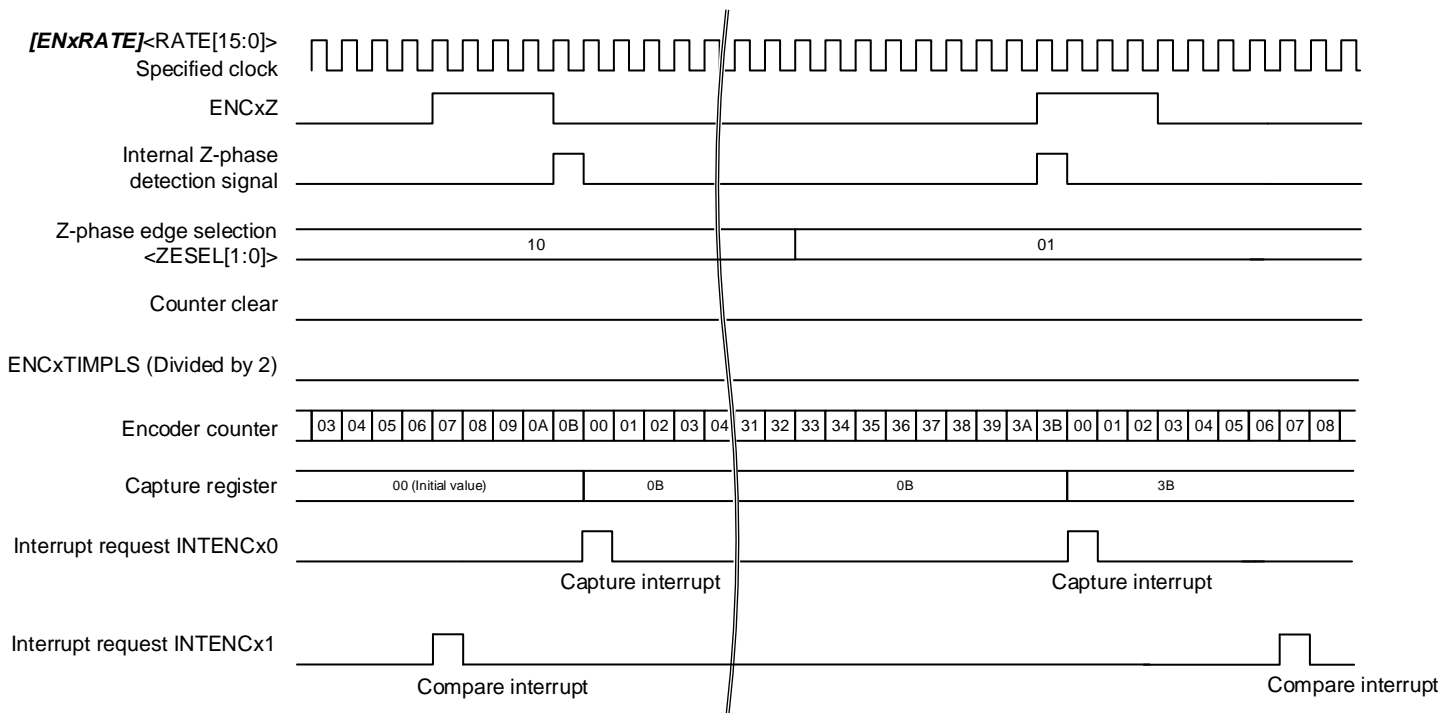 [ENxRATE]<RATE[15:0]>
Specified clock
ENCxZ
Internal Z-phase
detection signal
Z-phase edge selection
<ZESEL[1:0]>
10 01
Counter clear
ENCxTIMPLS (Divided by 2)
Encoder counter
03 04 05 06 07 08 09 0A 0B 00 01 02 03 04 31 32 33 34 35 36 37 38 39 3A 3B 00 01 02 03 04 05 06 07 08
Capture register
00 (Initial value) 0B 0B 3B
Interrupt request INTENCx0
Capture interrupt Capture interrupt
Interrupt request INTENCx1
Compare interrupt Compare interrupt